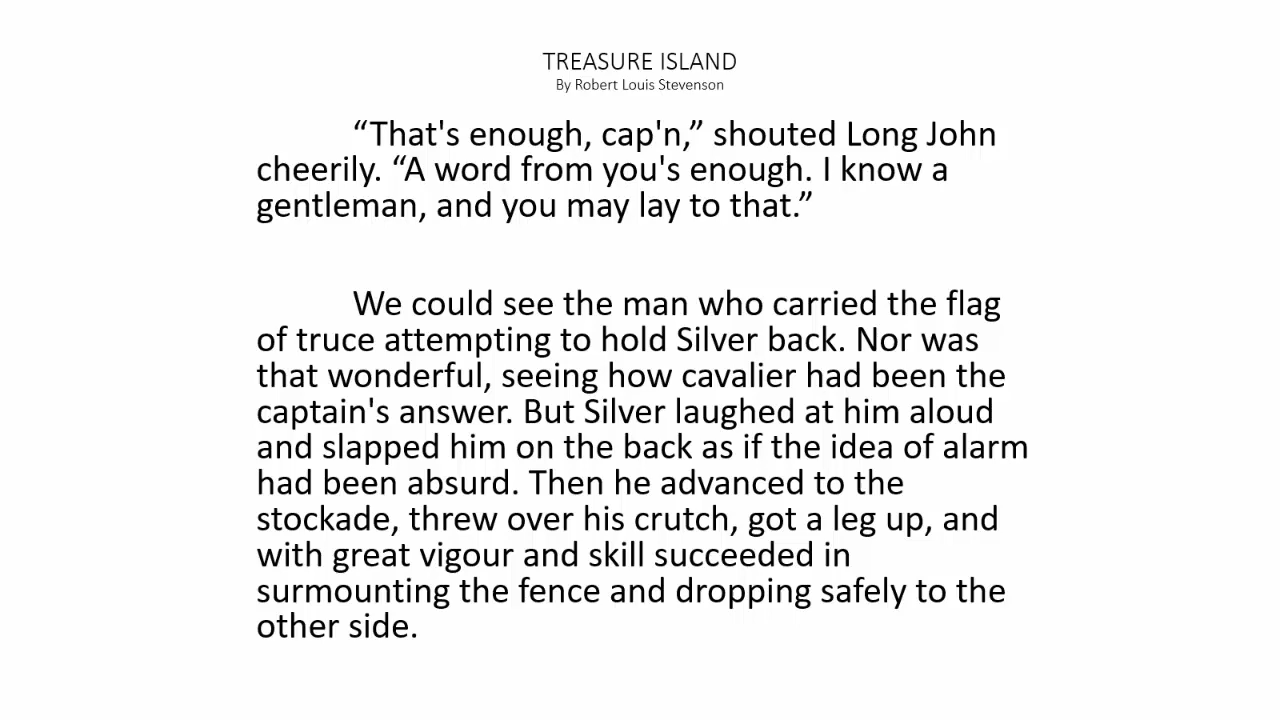 TREASURE ISLAND
By Robert Louis Stevenson
“That's enough, cap'n,” shouted Long John
cheerily. “A word from you's enough. I know a
gentleman, and you may lay to that.”
We could see the man who carried the flag
of truce attempting to hold Silver back. Nor was
that wonderful, seeing how cavalier had been the
captain's answer. But Silver laughed at him aloud
and slapped him on the back as if the idea of alarm
had been absurd. Then he advanced to the
stockade, threw over his crutch, got a leg up, and
with great vigour and skill succeeded in
surmounting the fence and dropping safely to the
other side.